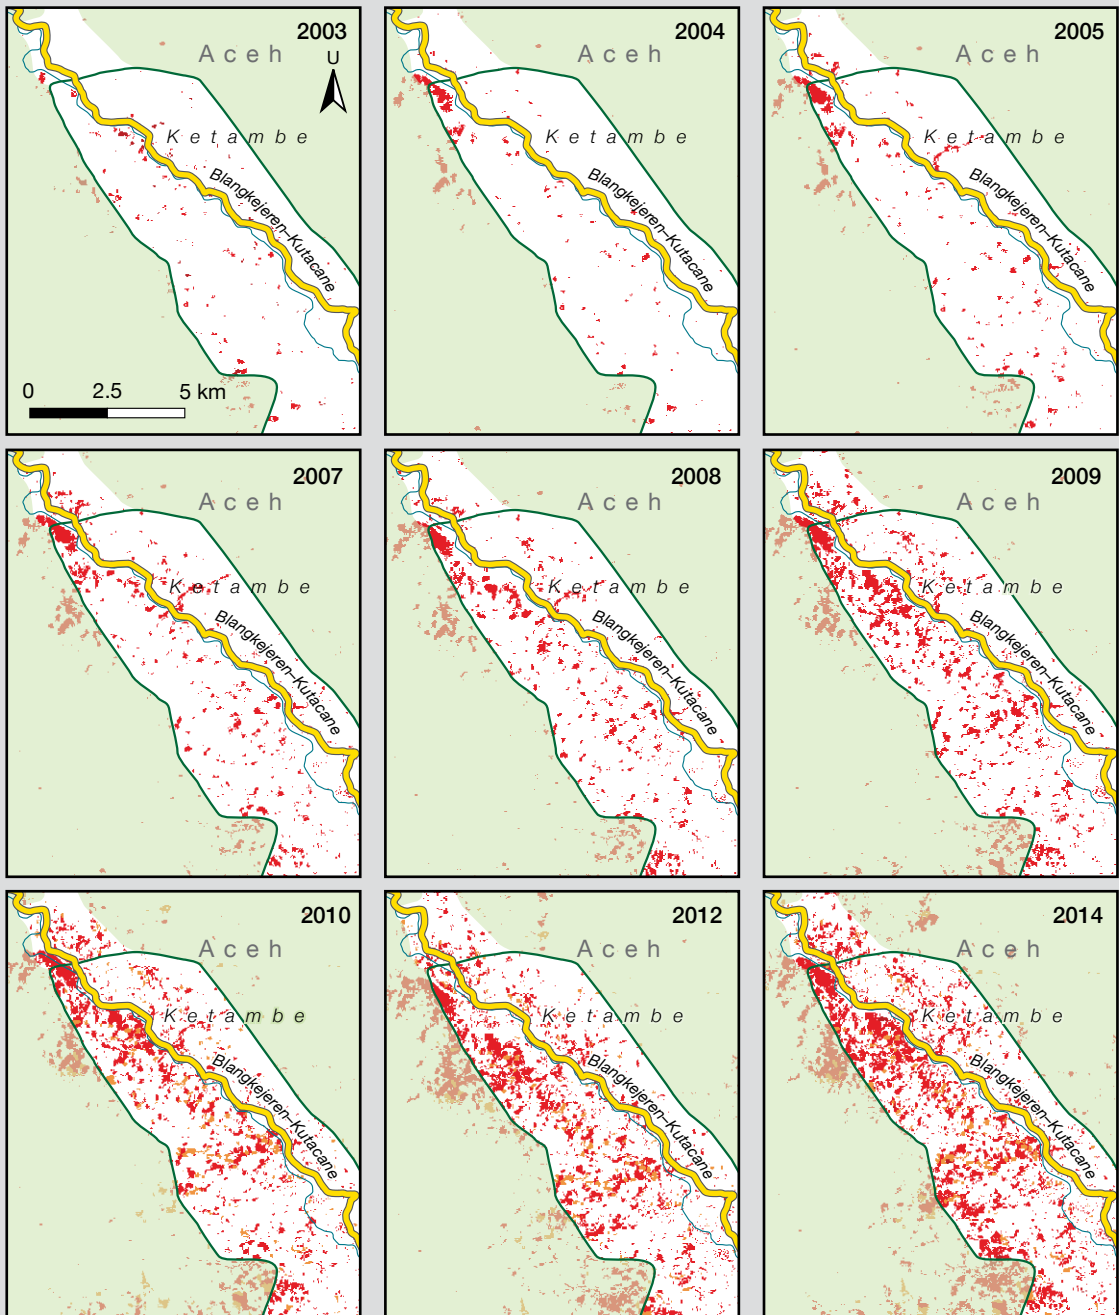 2003
Aceh
U
Ketambe
Blangkejeren–Kutacane
0 2.5 5 km
2004
Aceh
Ketambe
Blangkejeren–Kutacane
2005
Aceh
Ketambe
Blangkejeren–Kutacane
2007
Aceh
Ketambe
Blangkejeren–Kutacane
2008
Aceh
Ketambe
Blangkejeren–Kutacane
2009
Aceh
Ketambe
Blangkejeren–Kutacane
2010
Aceh
Ketambe
Blangkejeren–Kutacane
2012
Aceh
Ketambe
Blangkejeren–Kutacane
2014
Aceh
Ketambe
Blangkejeren–Kutacane